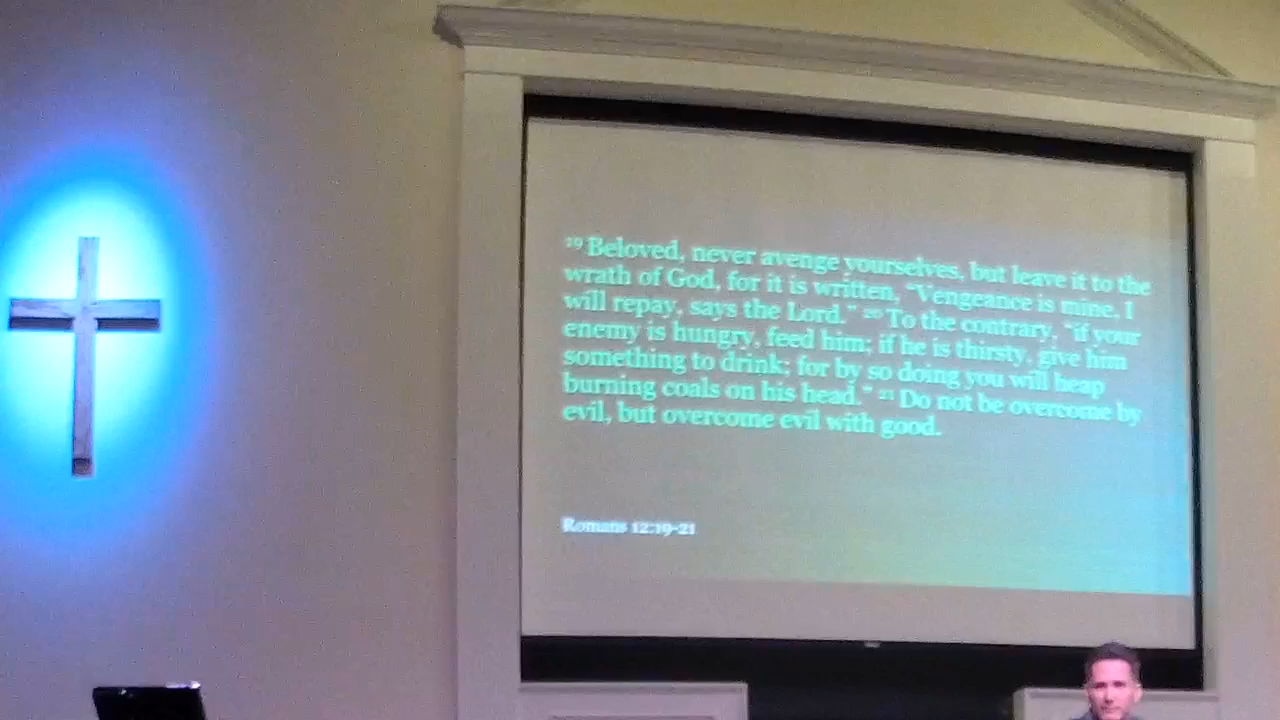 19 Beloved, never avenge yourselves, but leave it to the
wrath of God, for it is written, “Vengeance is mine, I
will repay, says the Lord.” 20 To the contrary, “if your
enemy is hungry, feed him; if he is thirsty, give him
something to drink; for by so doing you will heap
burning coals on his head.” 21 Do not be overcome by
evil, but overcome evil with good.
Romans 12:19-21